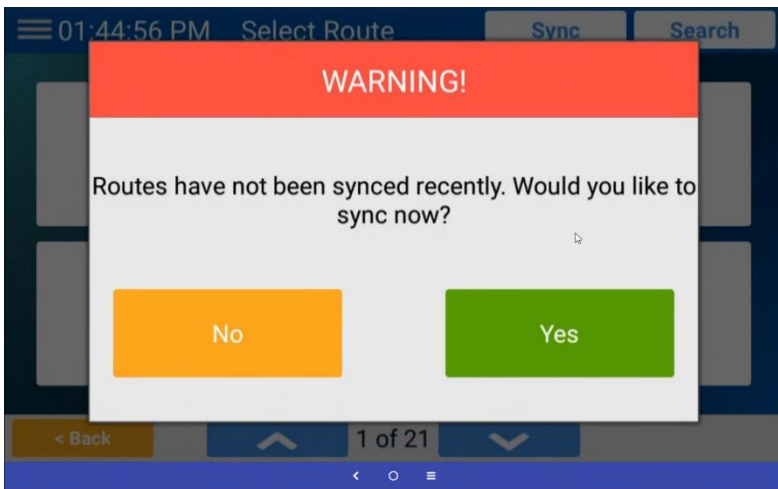 01:44:56 PM Select Route Sync Search
WARNING!
Routes have not been synced recently. Would you like to
sync now?
No Yes
< Back 1 of 21